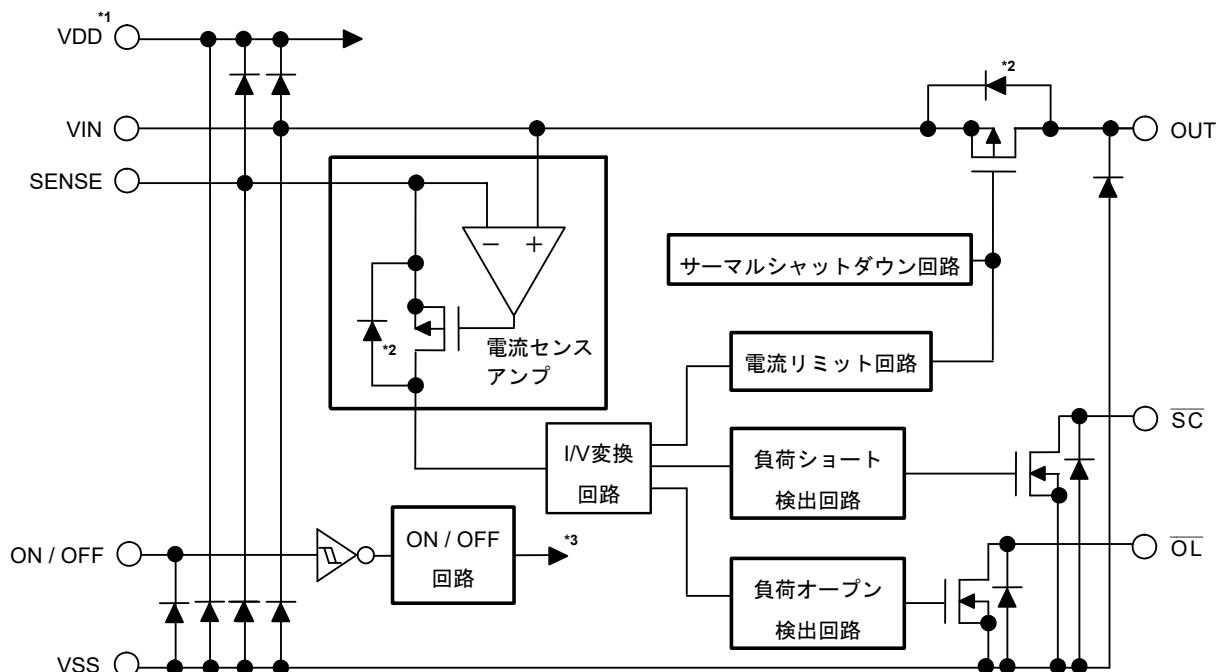 VDD *1
*2
VIN
OUT
SENSE
− +
サーマルシャットダウン回路
*2
電流センス
アンプ
電流リミット回路
SC
I/V変換
回路
負荷ショート
検出回路
ON / OFF
ON / OFF
回路
*3
OL
負荷オープン
検出回路
VSS